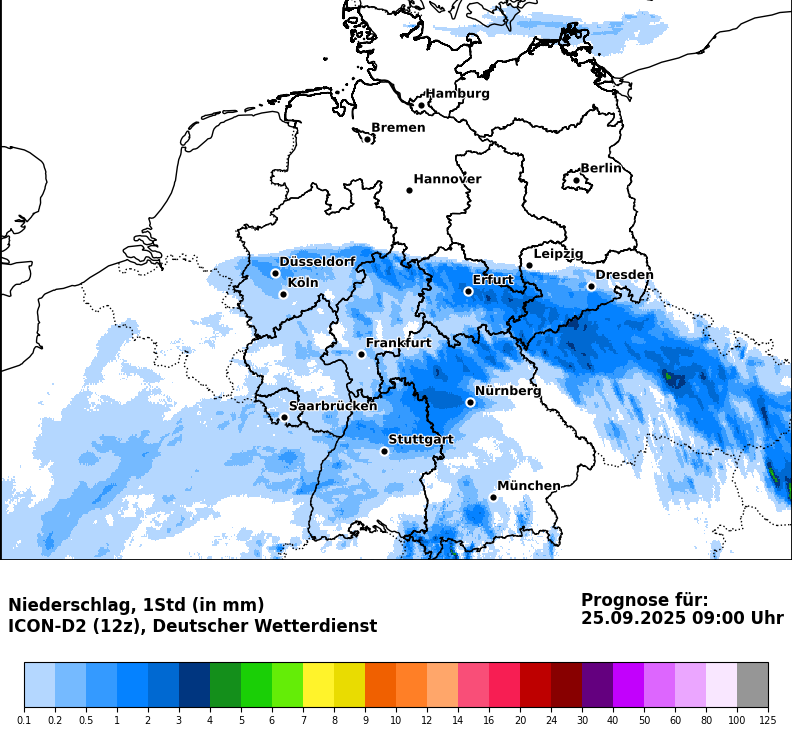 Hamburg
Bremen
Berlin
Hannover
Leipzig
Düsseldorf
Dresden
Köln
Erfurt
Frankfurt
Nürnberg
Saarbrücken
Stuttgart
München
Niederschlag, 1Std (in mm)
ICON-D2 (12z), Deutscher Wetterdienst
Prognose für:
25.09.2025 09:00 Uhr
0.1 0.2 0.5 1 2 3 4 5 6 7 8 9 10 12 14 16 20 24 30 40 50 60 80 100 125